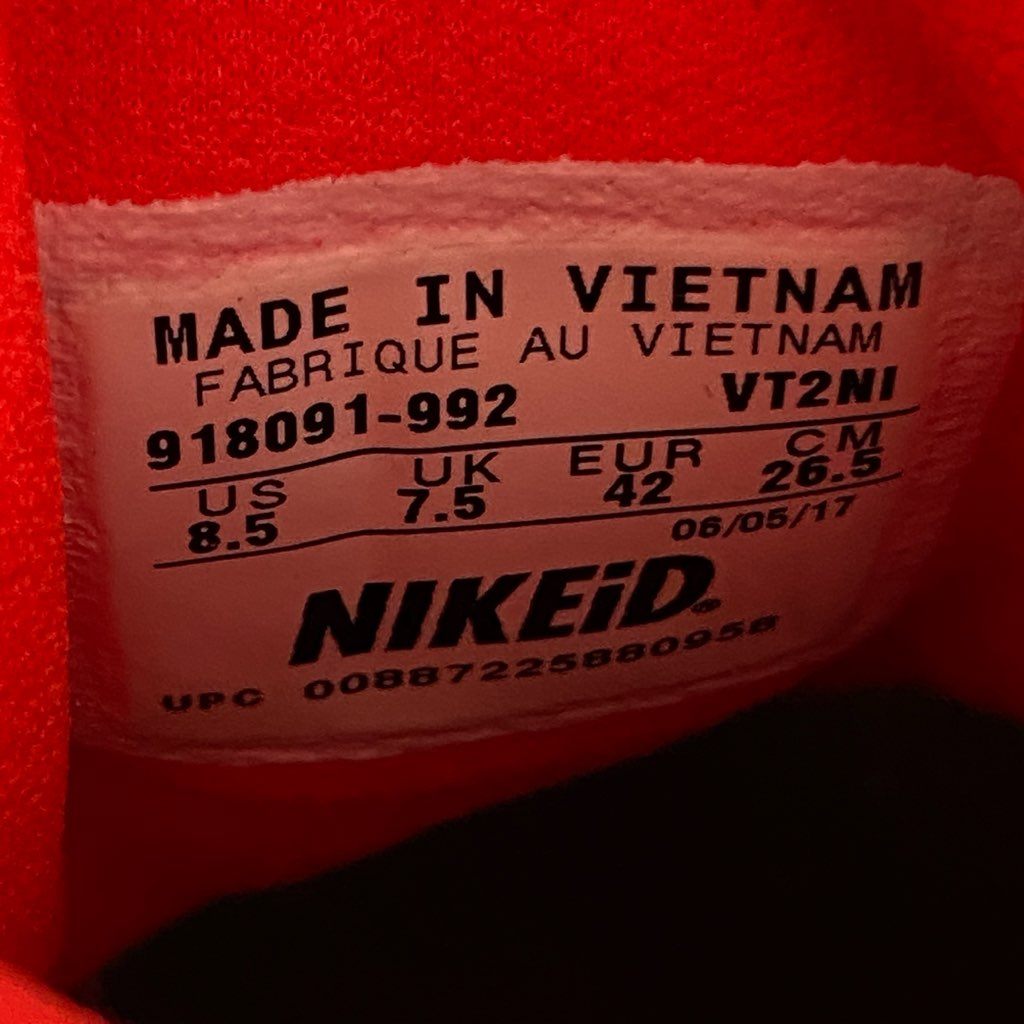 MADE IN VIETNAM
FABRIQUE AU VIETNAM
918091-992 VT2NI
US UK EUR CM
8.5 7.5 42 26.5
06/05/17
NIKEiD®
UPC 00887225880958